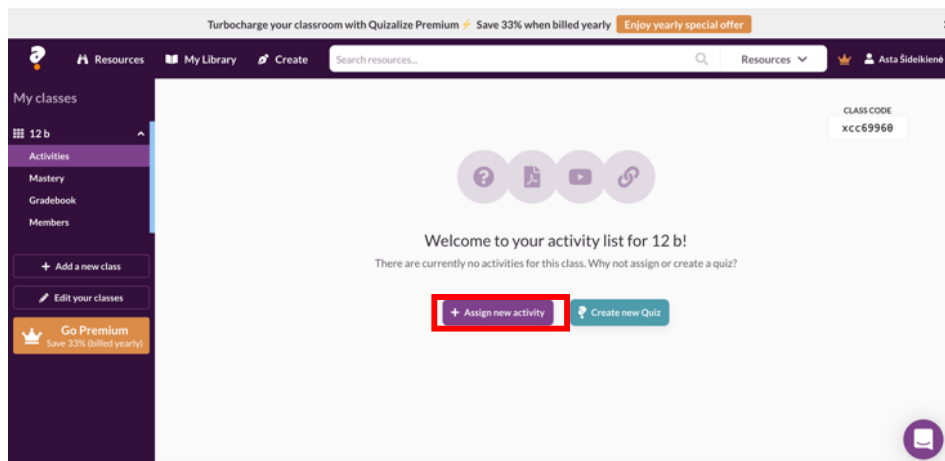 Turbocharge your classroom with Quizalize Premium⚡ Save 33% when billed yearly Enjoy yearly special offer
Resources My Library Create Search resources... Resources Asta Šideikienė
My classes
CLASS CODE
xcc69960
12 b
Activities
Mastery
Gradebook
Members
Welcome to your activity list for 12 b!
There are currently no activities for this class. Why not assign or create a quiz?
+ Add a new class
Edit your classes
+ Assign new activity Create new Quiz
Go Premium
Save 33% (billed yearly)